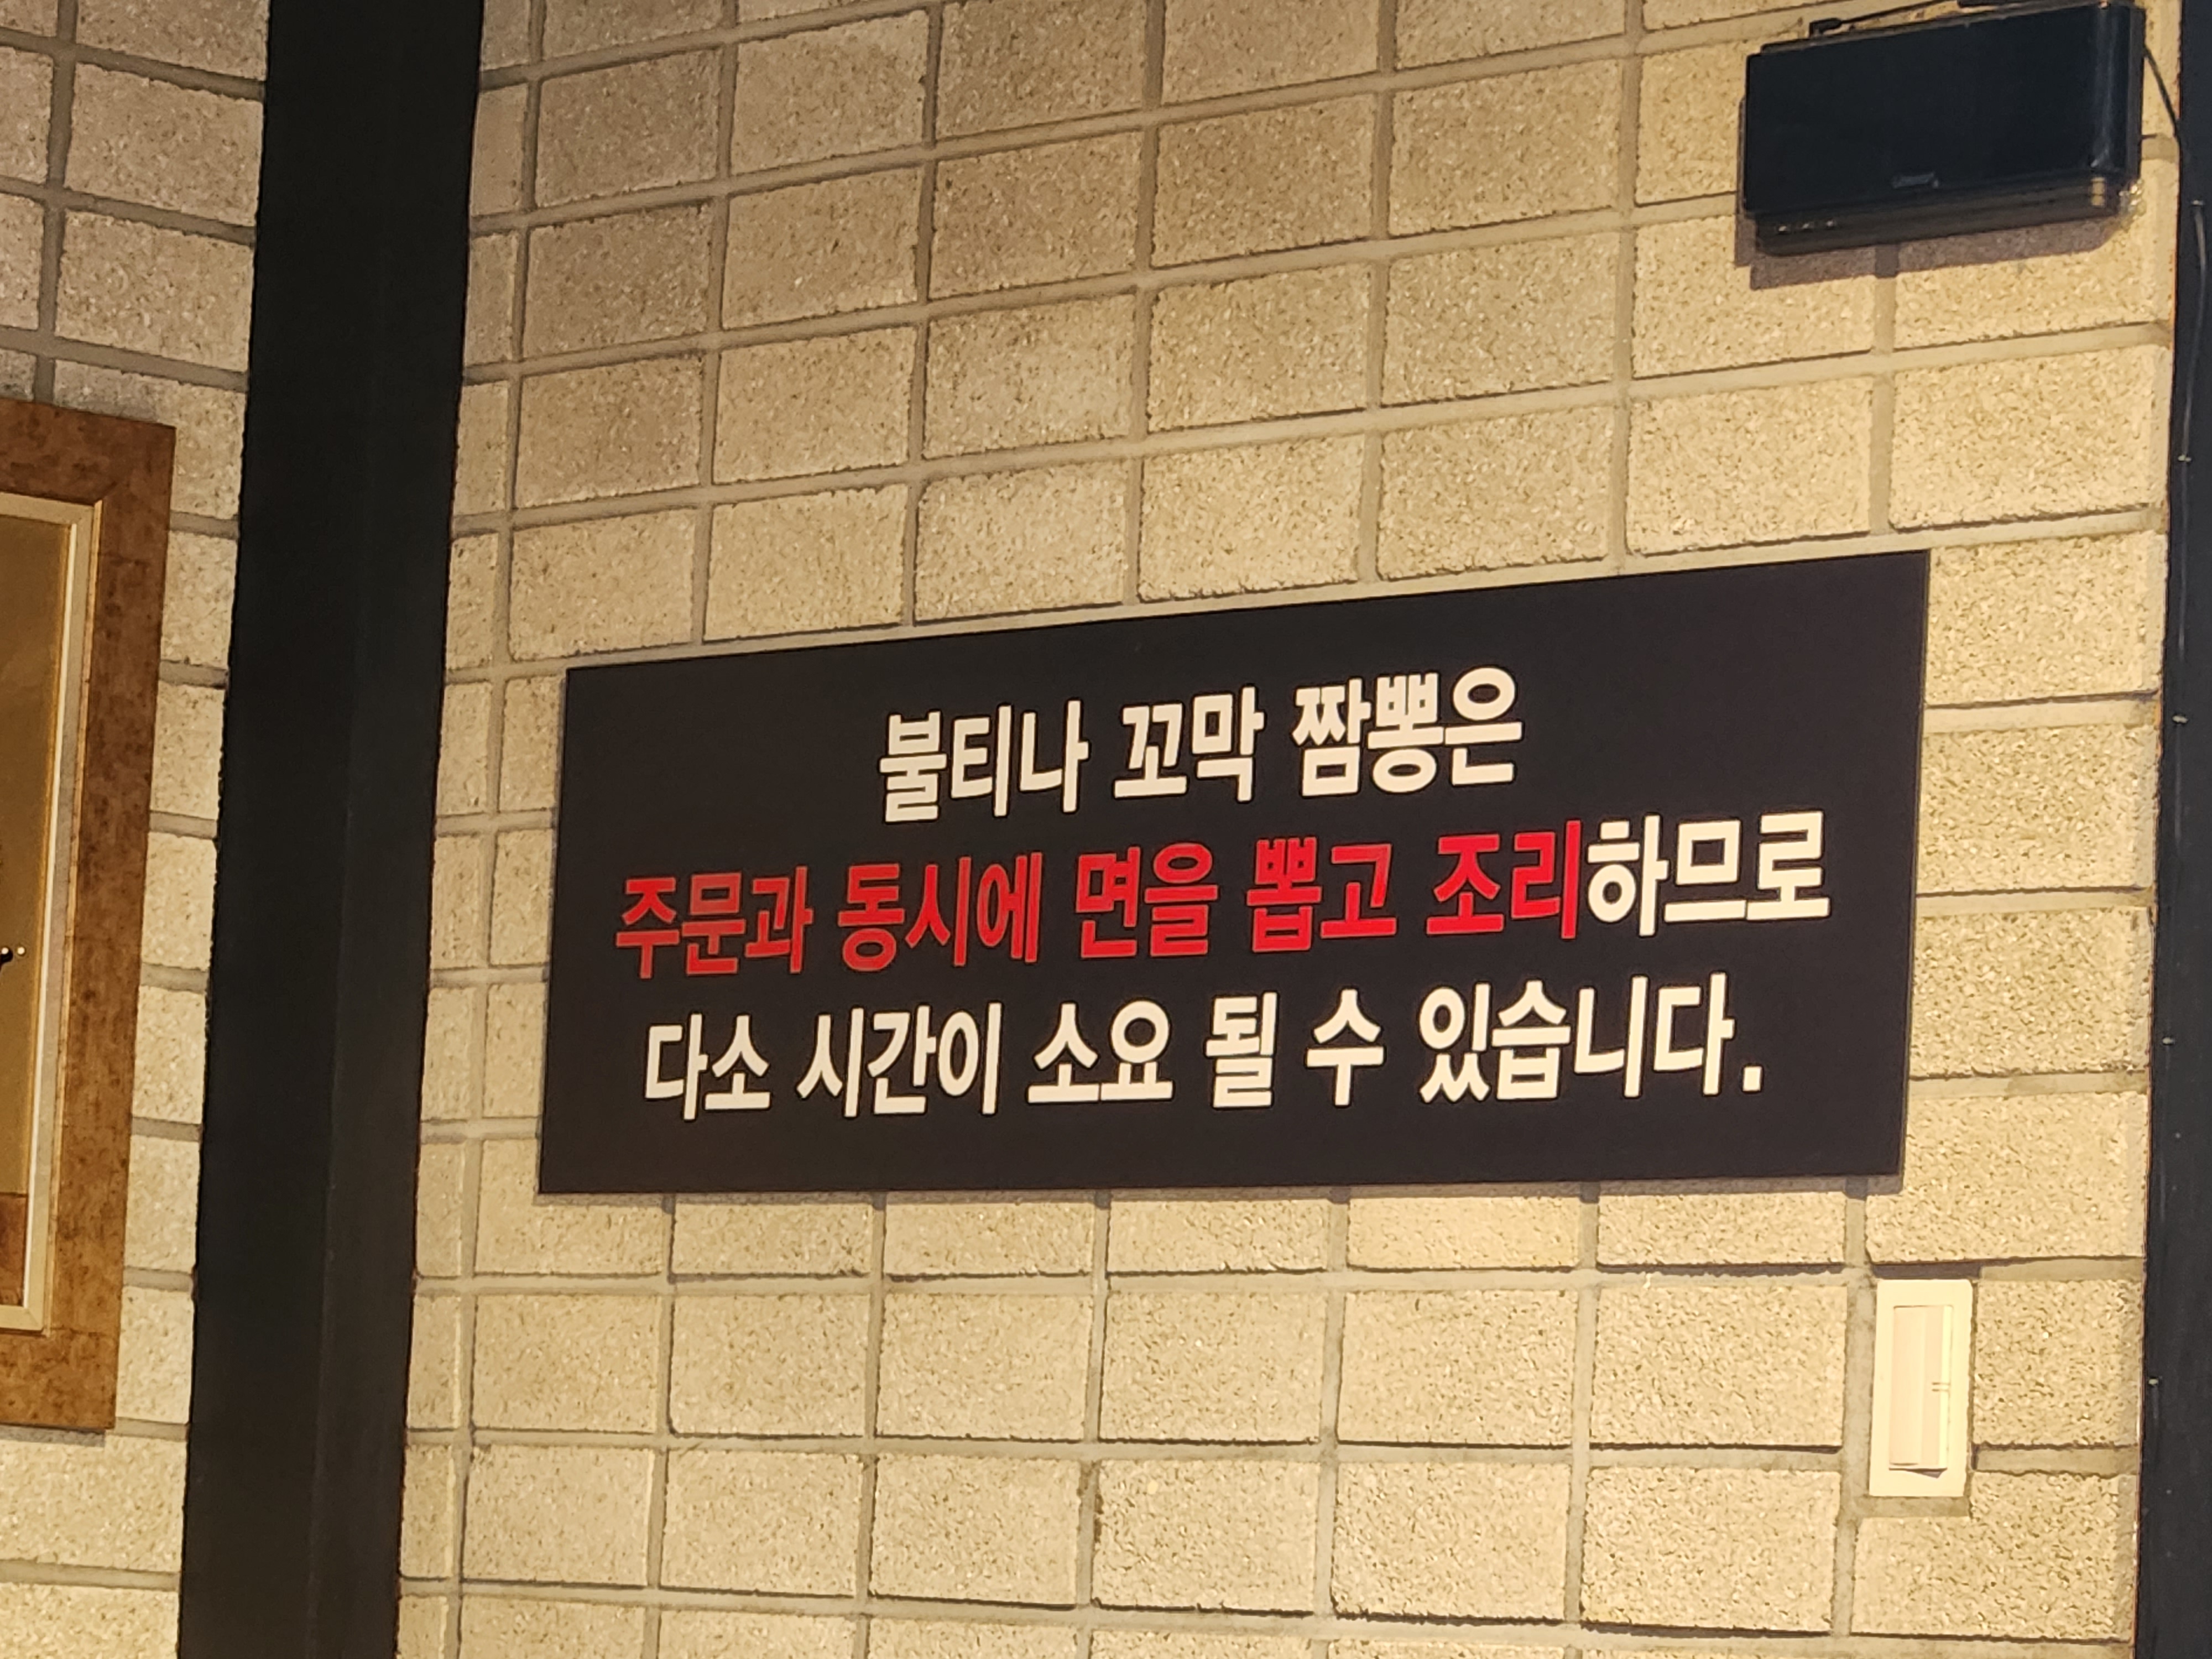 불티나 꼬막 짬뽕은
주문과 동시에 면을 뽑고 조리하므로
다소 시간이 소요 될 수 있습니다.